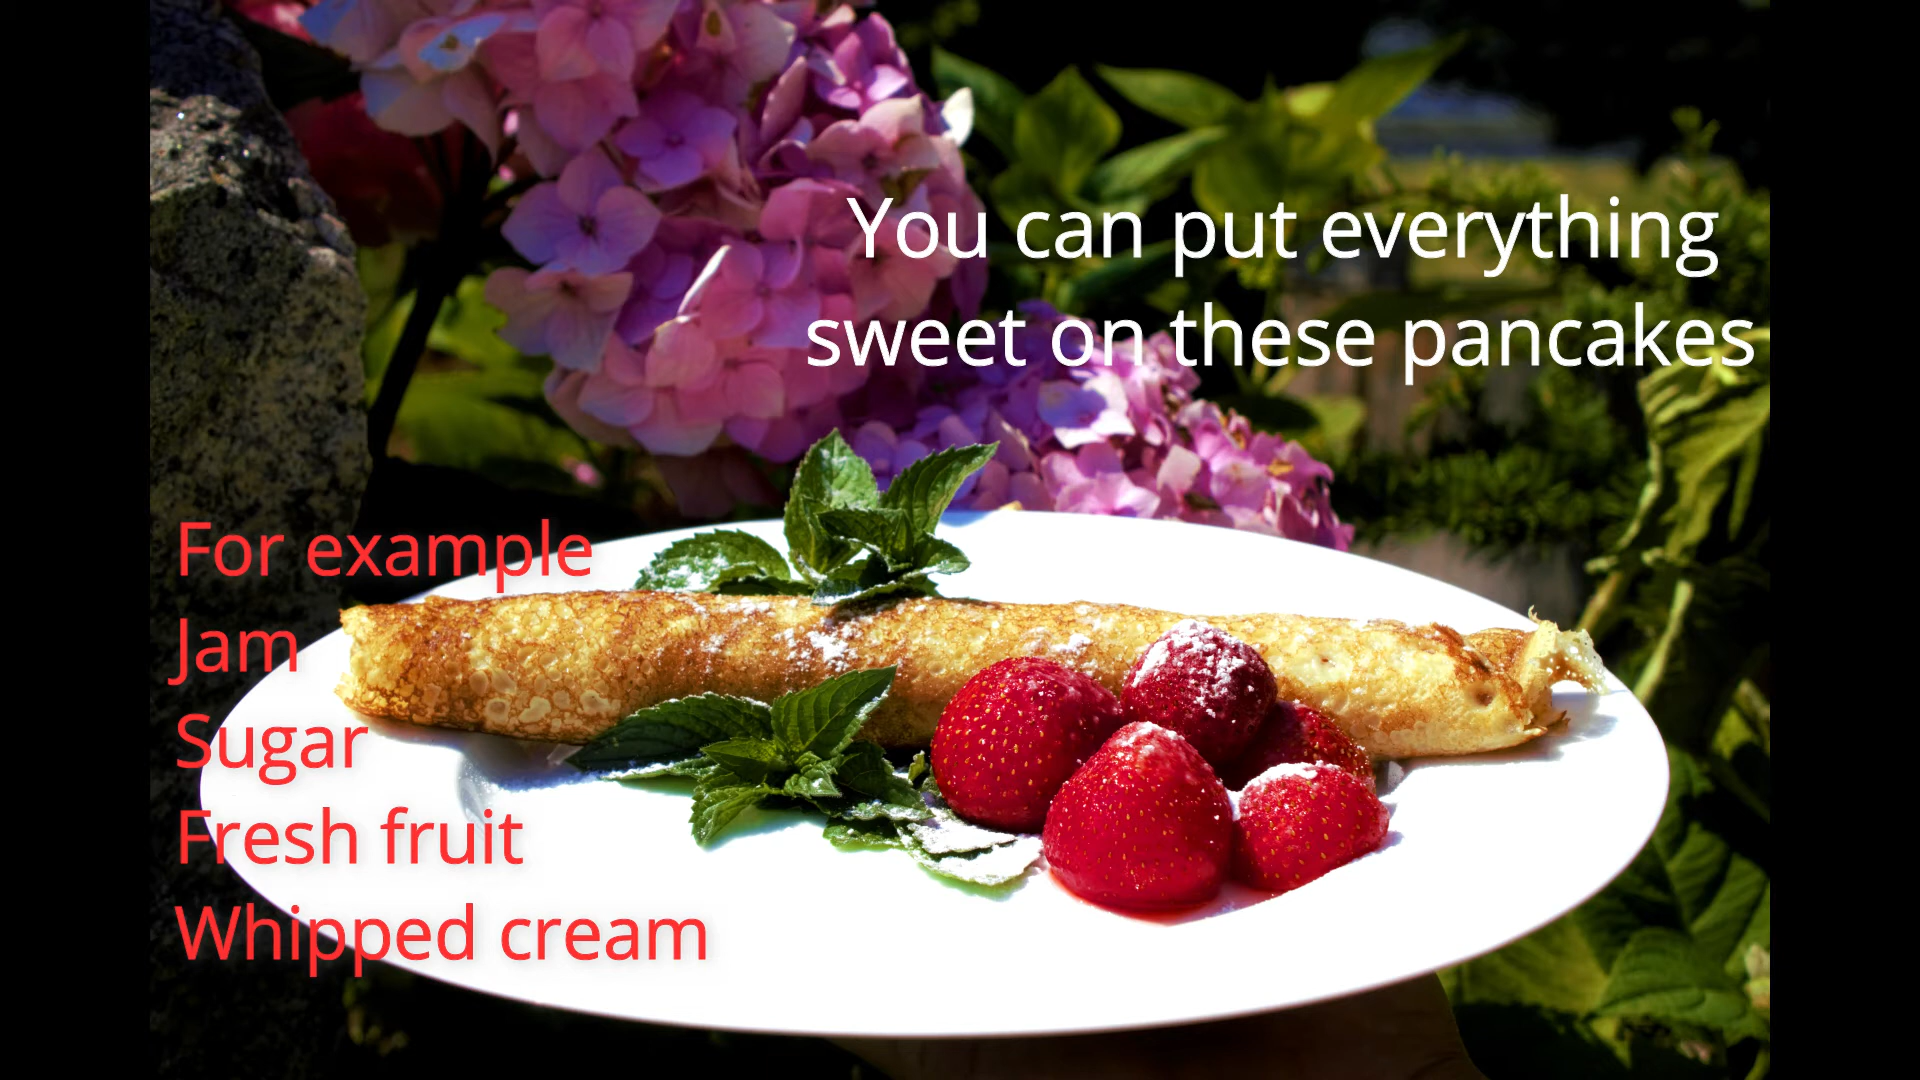 You can put everything
sweet on these pancakes
For example
Jam
Sugar
Fresh fruit
Whipped cream